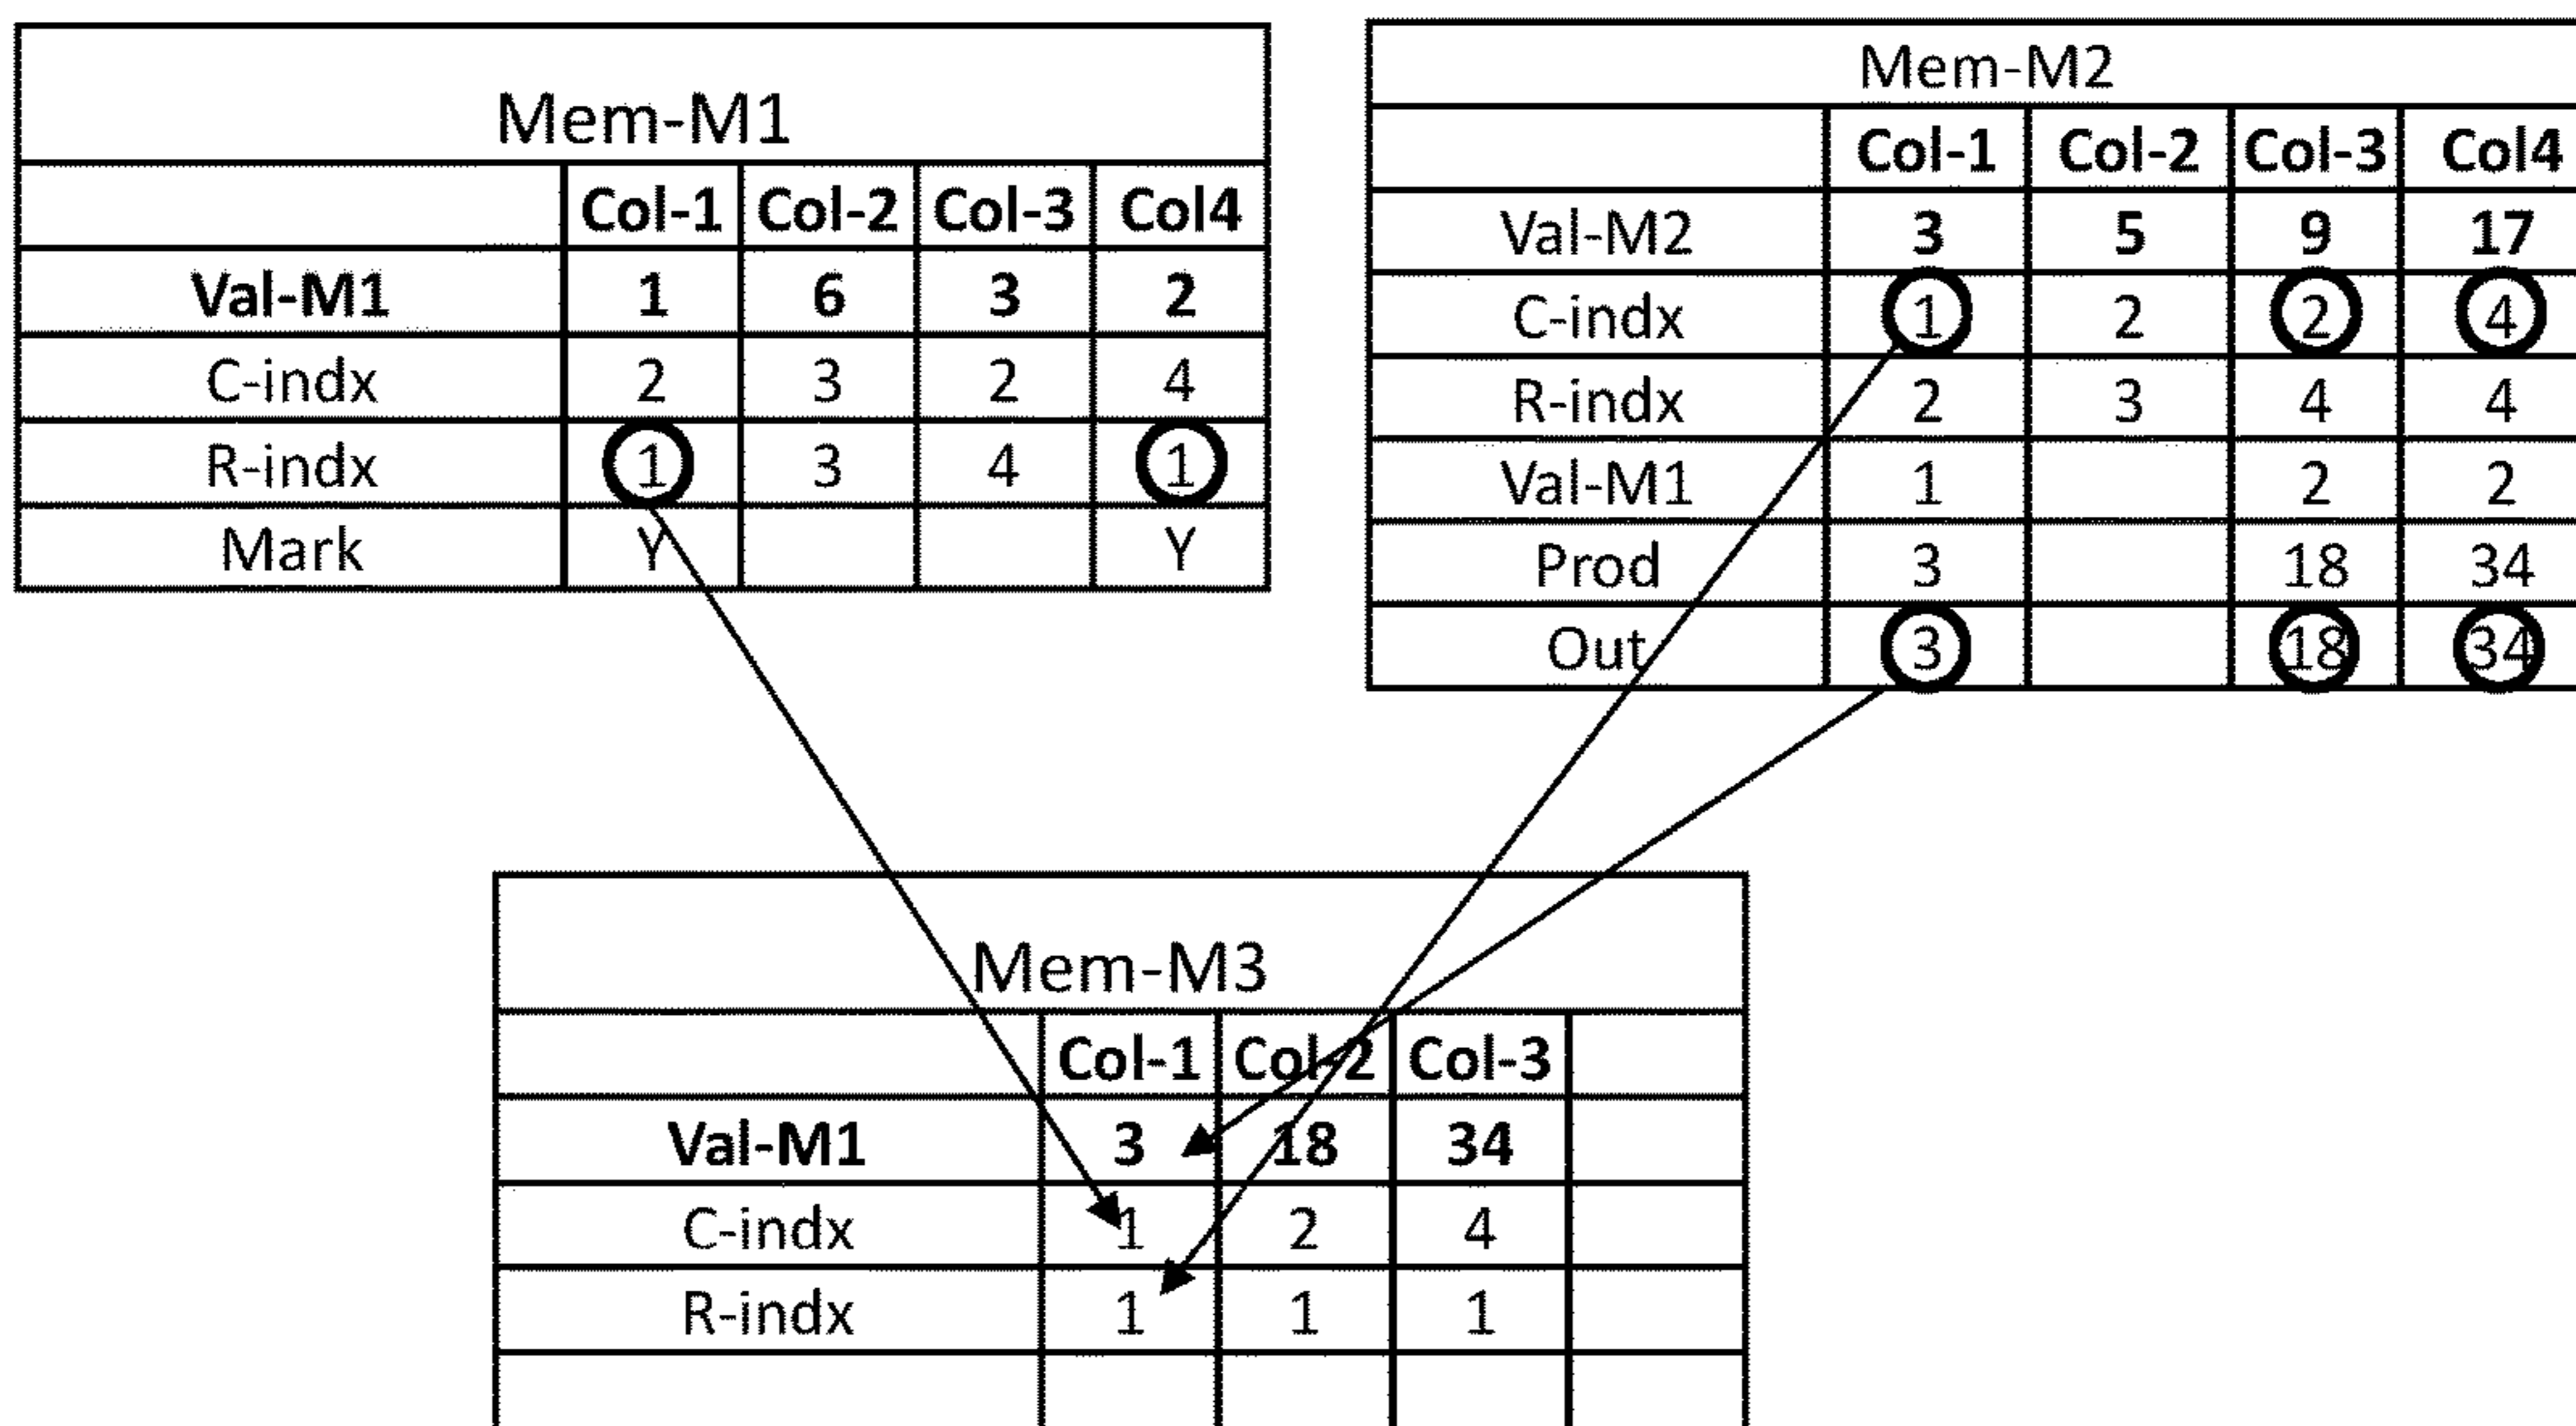 Mem-M1
Col-1 Col-2 Col-3 Col4
Val-M1 1 6 3 2
C-indx 2 3 2 4
R-indx 1 3 4 1
Mark Y Y
Mem-M2
Col-1 Col-2 Col-3 Col4
Val-M2 3 5 9 17
C-indx 1 2 2 4
R-indx 2 3 4 4
Val-M1 1 2 2
Prod 3 18 34
Out 3 18 34
Mem-M3
Col-1 Col-2 Col-3
Val-M1 3 18 34
C-indx 1 2 4
R-indx 1 1 1